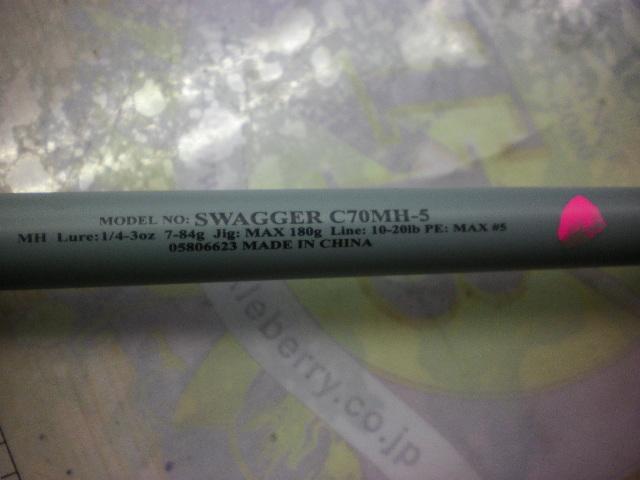 MODEL NO: SWAGGER C70MH-5
MH Lure:1/4-3oz 7-84g Jig: MAX 180g Line: 10-20lb PE: MAX #5
05806623 MADE IN CHINA
leberry.co.jp